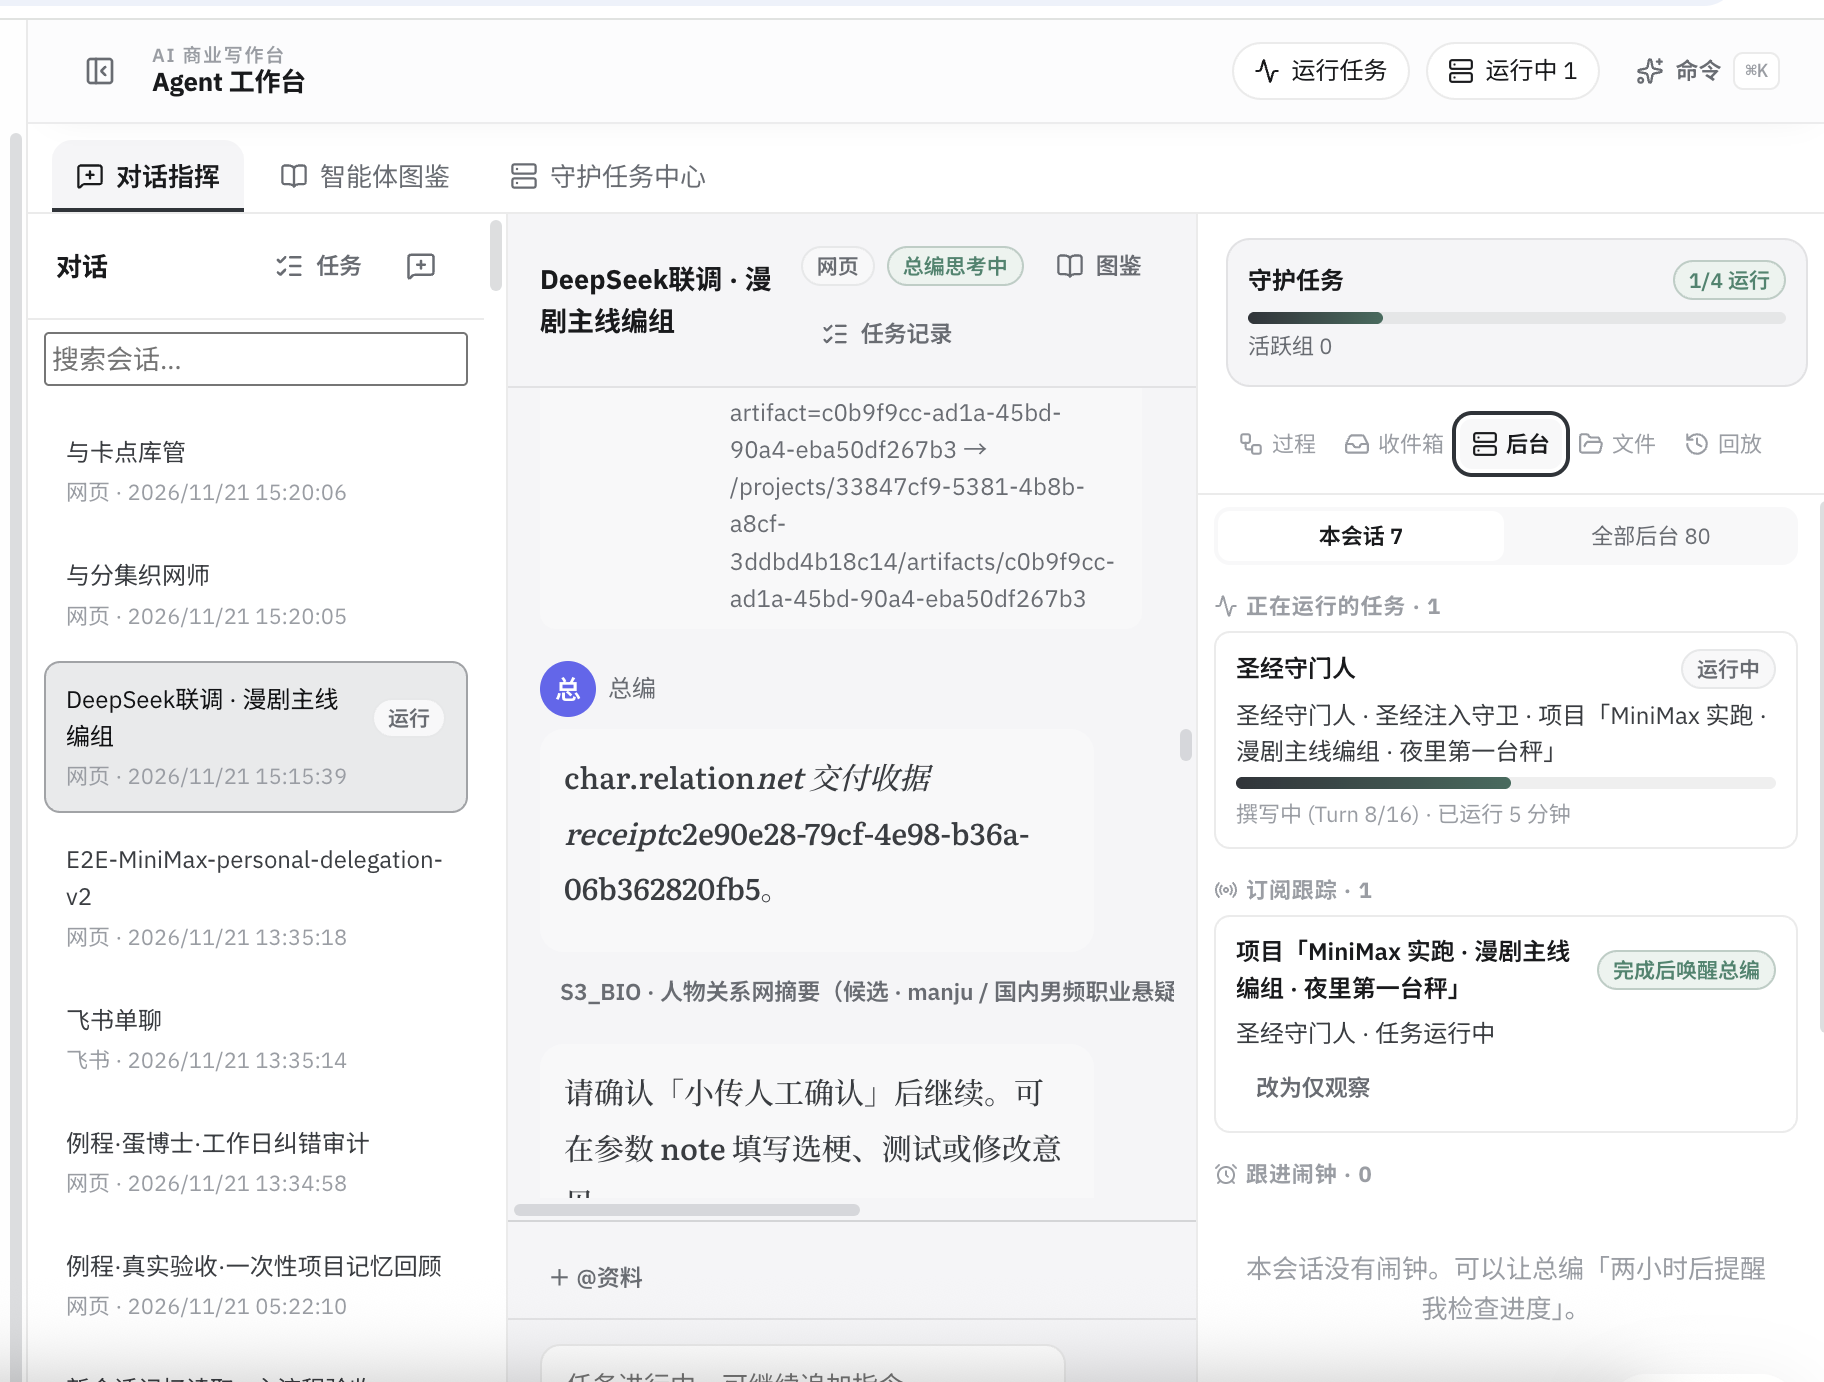 AI 商业写作台
Agent 工作台
运行任务
运行中 1
命令
⌘K
对话指挥
智能体图鉴
守护任务中心
对话
任务
搜索会话...
与卡点库管
网页 · 2026/11/21 15:20:06
与分集织网师
网页 · 2026/11/21 15:20:05
DeepSeek联调 · 漫剧主线
编组
运行
网页 · 2026/11/21 15:15:39
E2E-MiniMax-personal-delegation-
v2
网页 · 2026/11/21 13:35:18
飞书单聊
飞书 · 2026/11/21 13:35:14
例程·蛋博士·工作日纠错审计
网页 · 2026/11/21 13:34:58
例程·真实验收·一次性项目记忆回顾
网页 · 2026/11/21 05:22:10
DeepSeek联调 · 漫
剧主线编组
网页
总编思考中
图鉴
任务记录
artifact=c0b9f9cc-ad1a-45bd-
90a4-eba50df267b3 →
/projects/33847cf9-5381-4b8b-
a8cf-
3ddbd4b18c14/artifacts/c0b9f9cc-
ad1a-45bd-90a4-eba50df267b3
总
总编
char.relationnet 交付收据
receiptc2e90e28-79cf-4e98-b36a-
06b362820fb5。
S3_BIO · 人物关系网摘要（候选 · manju / 国内男频职业悬疑
请确认「小传人工确认」后继续。可
在参数 note 填写选梗、测试或修改意
+ @资料
任务进行中，可继续追加指令
守护任务
1/4 运行
活跃组 0
过程
收件箱
后台
文件
回放
本会话 7
全部后台 80
正在运行的任务 · 1
圣经守门人
运行中
圣经守门人 · 圣经注入守卫 · 项目「MiniMax 实跑 ·
漫剧主线编组 · 夜里第一台秤」
撰写中 (Turn 8/16) · 已运行 5 分钟
订阅跟踪 · 1
项目「MiniMax 实跑 · 漫剧主线
编组 · 夜里第一台秤」
完成后唤醒总编
圣经守门人 · 任务运行中
改为仅观察
跟进闹钟 · 0
本会话没有闹钟。可以让总编「两小时后提醒
我检查进度」。